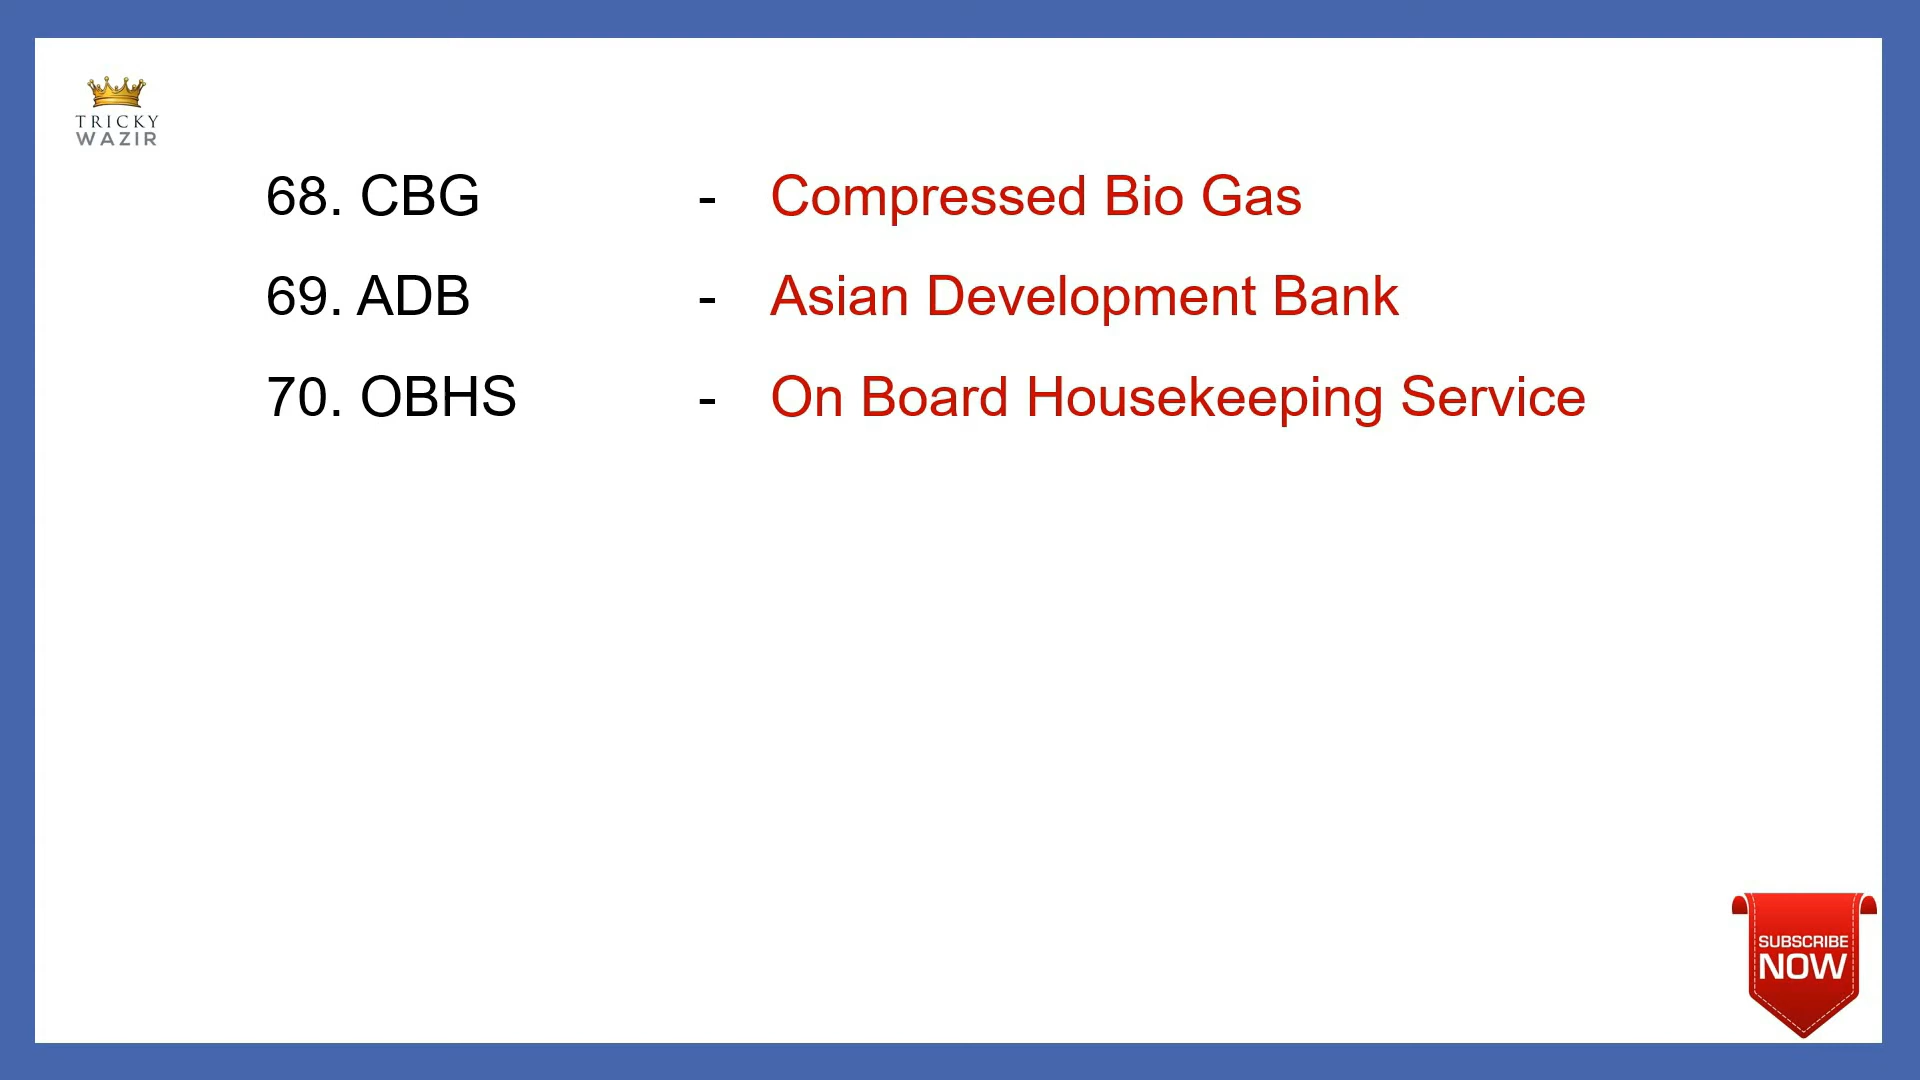 TRICKY
WAZIR
68. CBG - Compressed Bio Gas
69. ADB - Asian Development Bank
70. OBHS - On Board Housekeeping Service
SUBSCRIBE
NOW